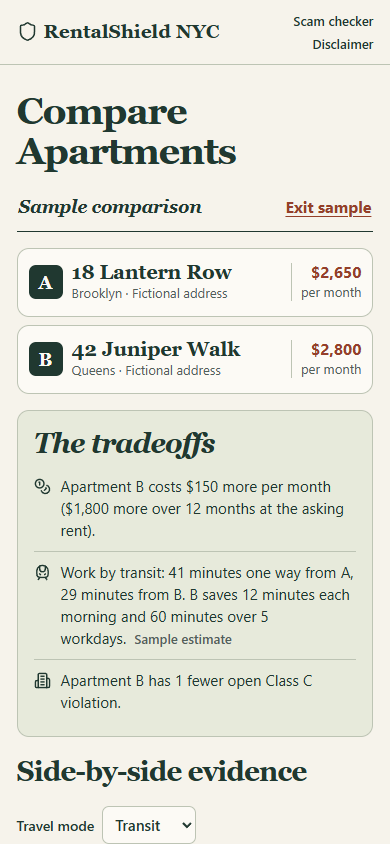 RentalShield NYC
Scam checker
Disclaimer
Compare
Apartments
Sample comparison
Exit sample
A
18 Lantern Row
Brooklyn · Fictional address
$2,650
per month
B
42 Juniper Walk
Queens · Fictional address
$2,800
per month
The tradeoffs
Apartment B costs $150 more per month
($1,800 more over 12 months at the asking
rent).
Work by transit: 41 minutes one way from A,
29 minutes from B. B saves 12 minutes each
morning and 60 minutes over 5
workdays. Sample estimate
Apartment B has 1 fewer open Class C
violation.
Side-by-side evidence
Travel mode
Transit